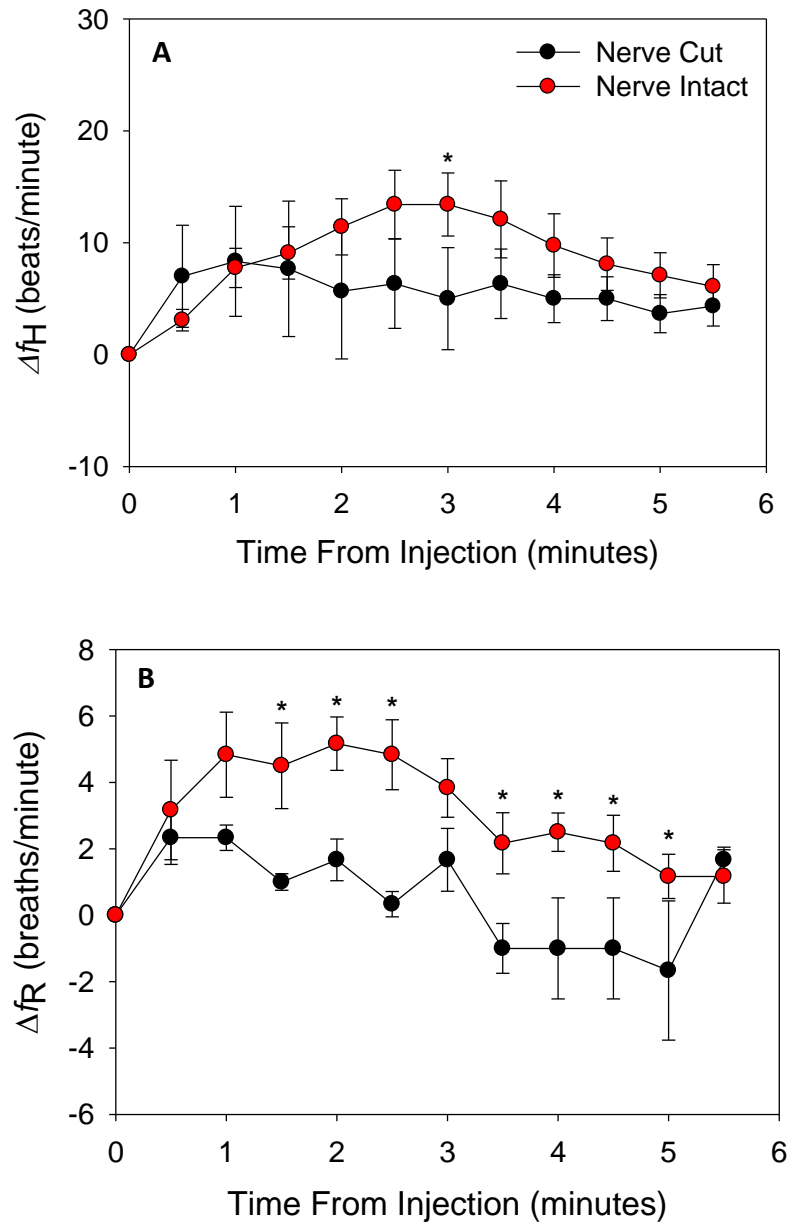 30
A
Nerve Cut
Nerve Intact
20
*
10
0
-10
ΔfH (beats/minute)
0 1 2 3 4 5 6
Time From Injection (minutes)
8
B
6
* * *
4
* * * *
2
0
-2
-4
-6
ΔfR (breaths/minute)
0 1 2 3 4 5 6
Time From Injection (minutes)